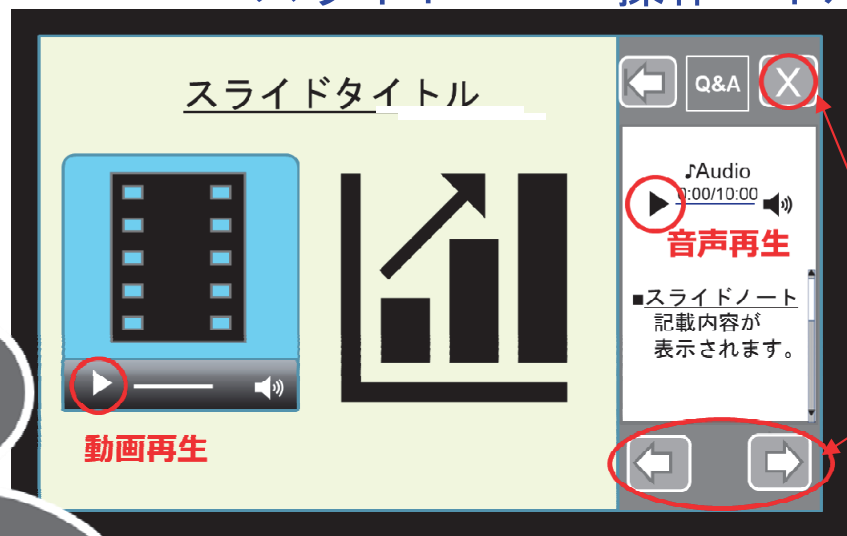 スライドタイトル
Q&A
X
♪Audio
0:00/10:00
音声再生
■スライドノート
記載内容が
表示されます。
動画再生